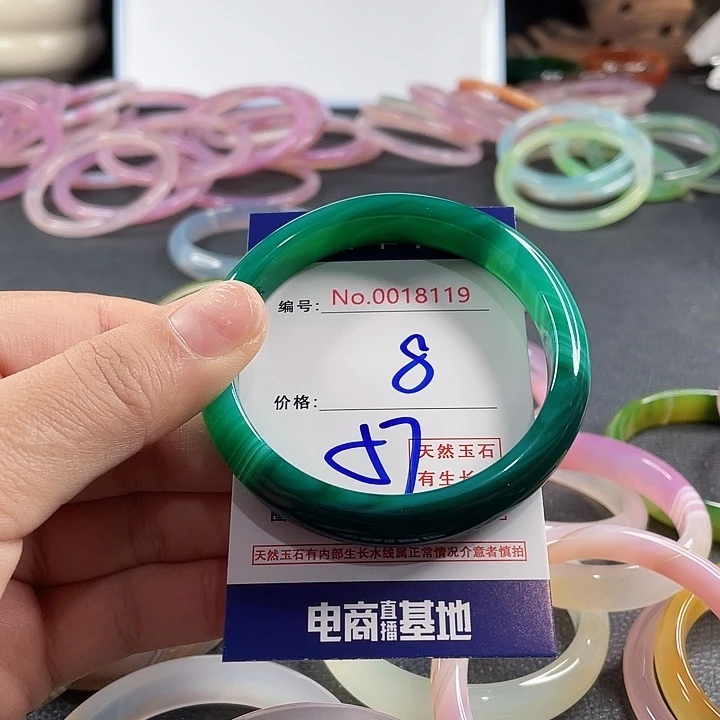 编号: No.0018119
8
价格:
57
天然玉石
有生长
天然玉石有内部生长水线属正常情况介意者慎拍
电商直播基地